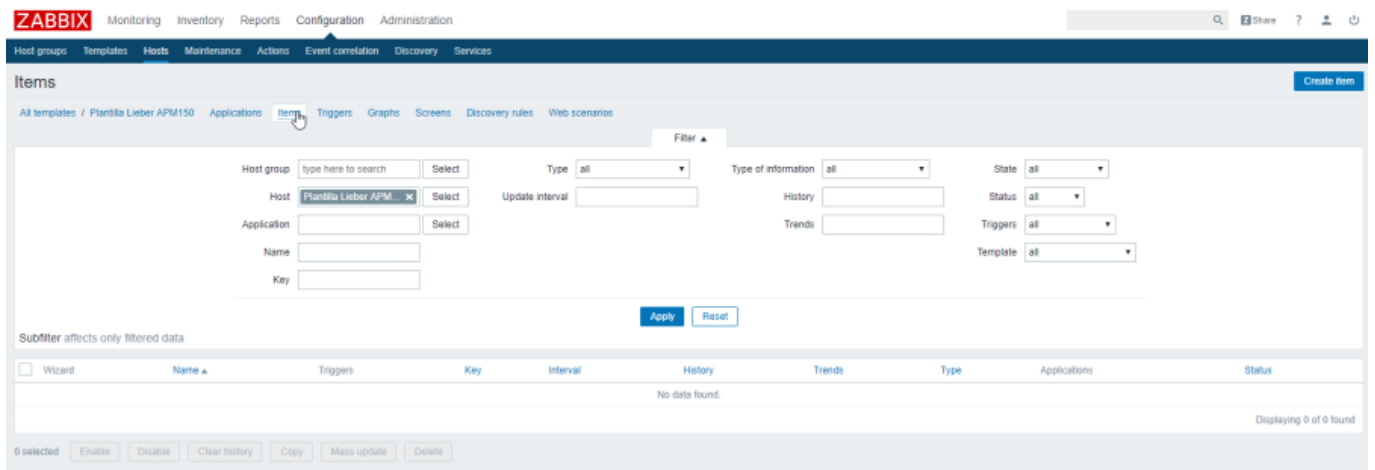 ZABBIX Monitoring Inventory Reports Configuration Administration Z Share ?
Host groups Templates Hosts Maintenance Actions Event correlation Discovery Services
Items Create item
All templates / Plantilla Lieber APM150 Applications Items Triggers Graphs Screens Discovery rules Web scenarios
Filter ▲
Host group type here to search Select Type all Type of information all State all
Host Plantilla Lieber APM... × Select Update interval History Status all
Application Select Trends Triggers all
Name Template all
Key
Apply Reset
Subfilter affects only filtered data
Wizard Name ▲ Triggers Key Interval History Trends Type Applications Status
No data found.
Displaying 0 of 0 found
0 selected Enable Disable Clear history Copy Mass update Delete